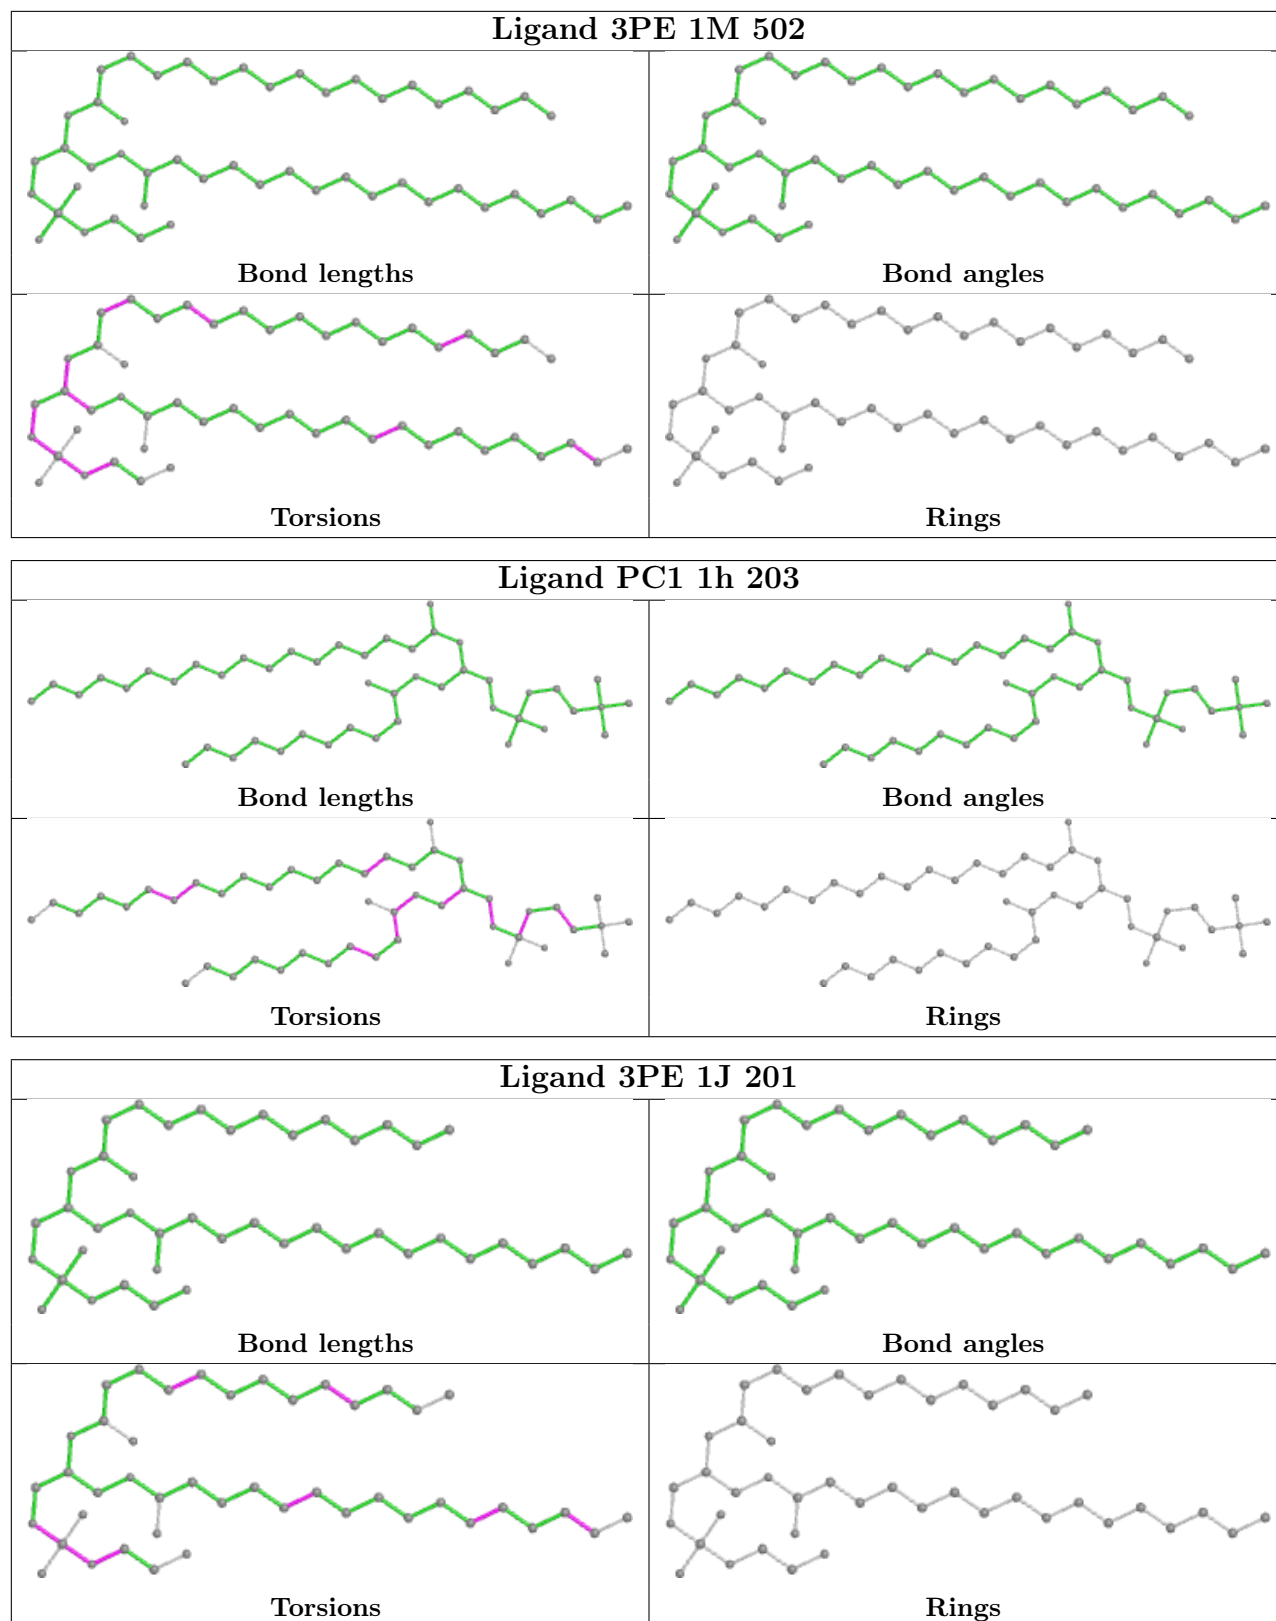 Ligand 3PE 1M 502
Bond lengths
Bond angles
Torsions
Rings
Ligand PC1 1h 203
Bond lengths
Bond angles
Torsions
Rings
Ligand 3PE 1J 201
Bond lengths
Bond angles
Torsions
Rings